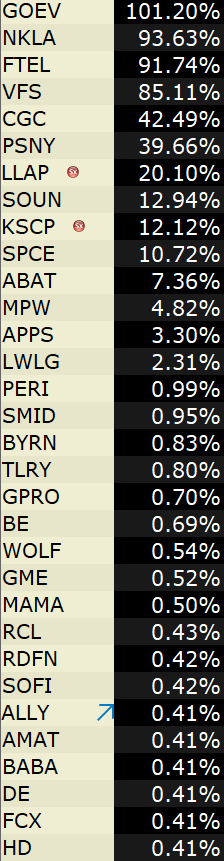 GOEV 101.20%
NKLA 93.63%
FTEL 91.74%
VFS 85.11%
CGC 42.49%
PSNY 39.66%
LLAP 20.10%
SOUN 12.94%
KSCP 12.12%
SPCE 10.72%
ABAT 7.36%
MPW 4.82%
APPS 3.30%
LWLG 2.31%
PERI 0.99%
SMID 0.95%
BYRN 0.83%
TLRY 0.80%
GPRO 0.70%
BE 0.69%
WOLF 0.54%
GME 0.52%
MAMA 0.50%
RCL 0.43%
RDFN 0.42%
SOFI 0.42%
ALLY 0.41%
AMAT 0.41%
BABA 0.41%
DE 0.41%
FCX 0.41%
HD 0.41%